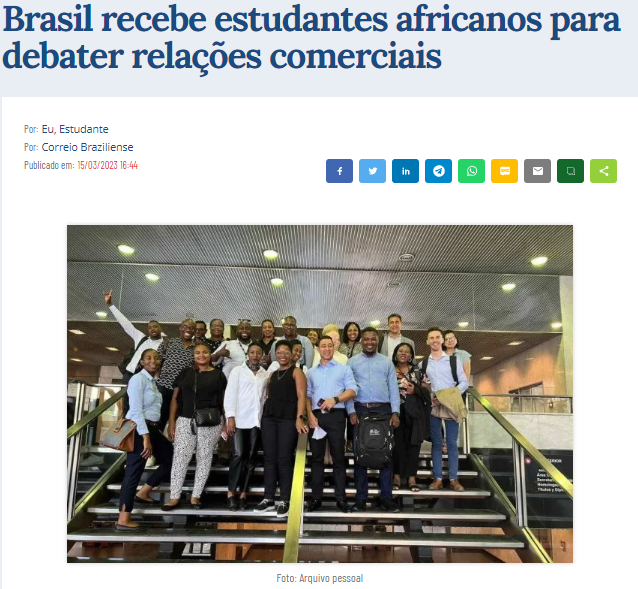 Brasil recebe estudantes africanos para
debater relações comerciais
Por: Eu, Estudante
Por: Correio Braziliense
Publicado em: 15/03/2023 16:44
f in
Foto: Arquivo pessoal